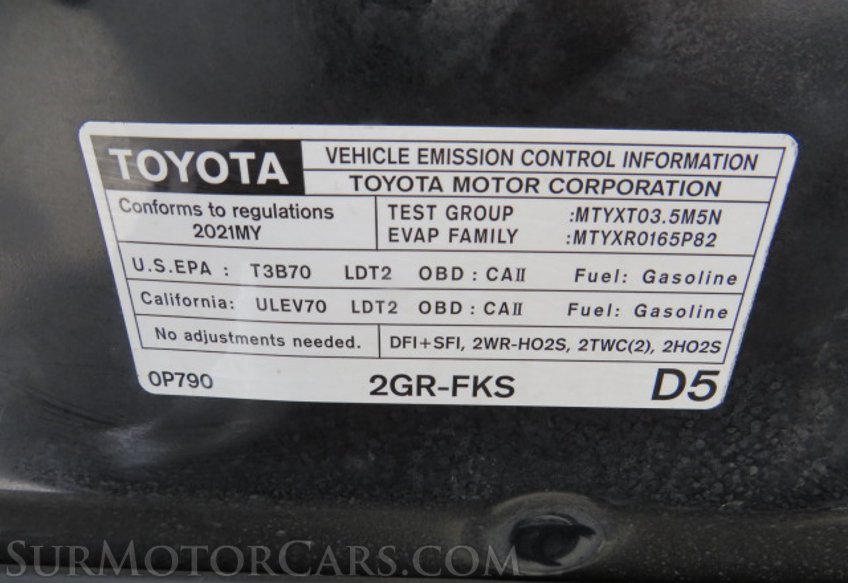 TOYOTA
VEHICLE EMISSION CONTROL INFORMATION
TOYOTA MOTOR CORPORATION
Conforms to regulations
2021MY
TEST GROUP :MTYXT03.5M5N
EVAP FAMILY :MTYXR0165P82
U.S.EPA : T3B70 LDT2 OBD : CAⅡ Fuel: Gasoline
California: ULEV70 LDT2 OBD : CAⅡ Fuel: Gasoline
No adjustments needed.
DFI+SFI, 2WR-HO2S, 2TWC(2), 2HO2S
0P790 2GR-FKS D5
SurMotorCars.com